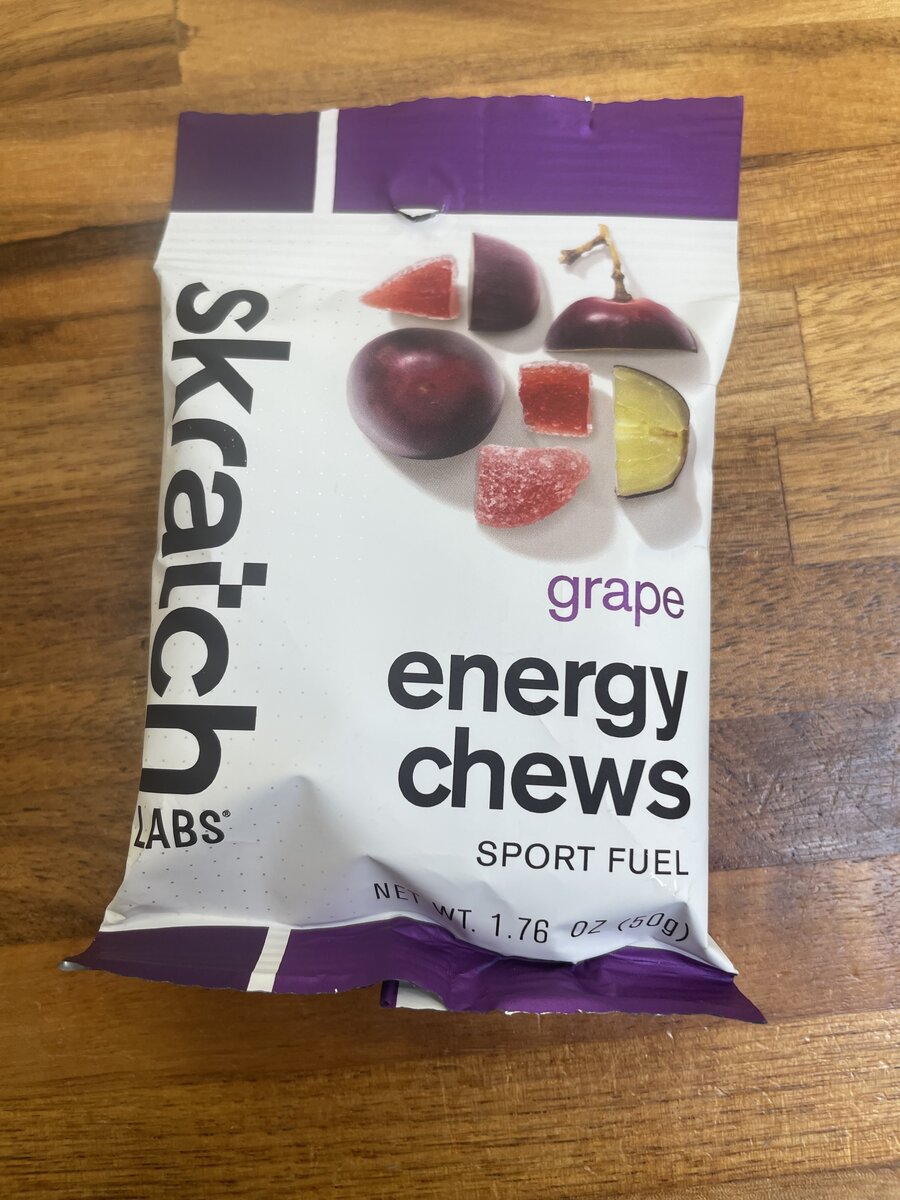 skratch
LABS®
grape
energy
chews
SPORT FUEL
NET WT. 1.76 OZ (50g)